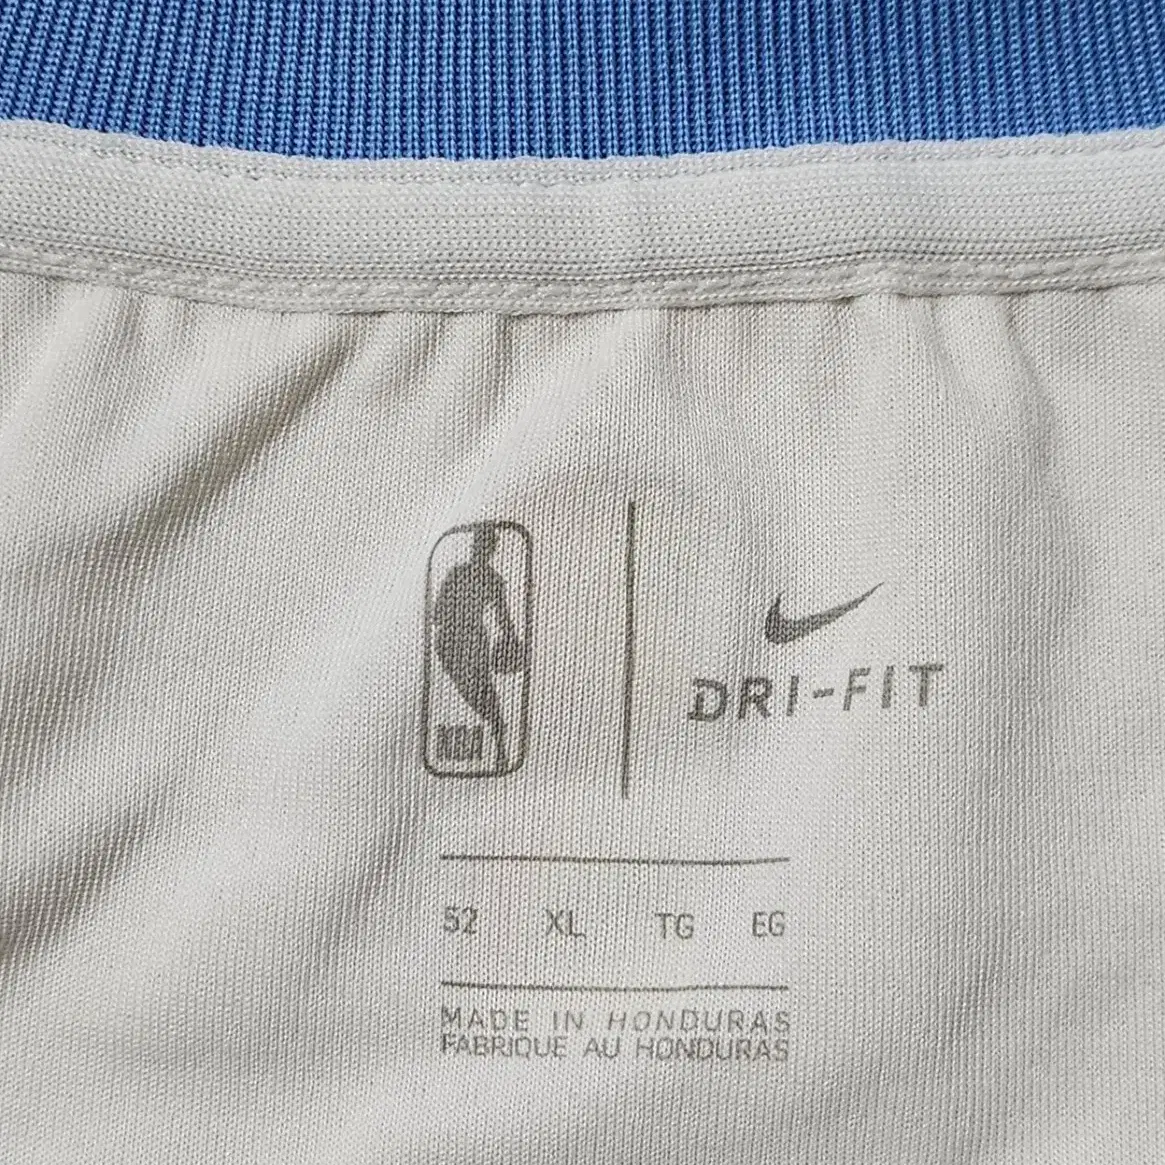 NBA
DRI-FIT
52 XL TG EG
MADE IN HONDURAS
FABRIQUE AU HONDURAS